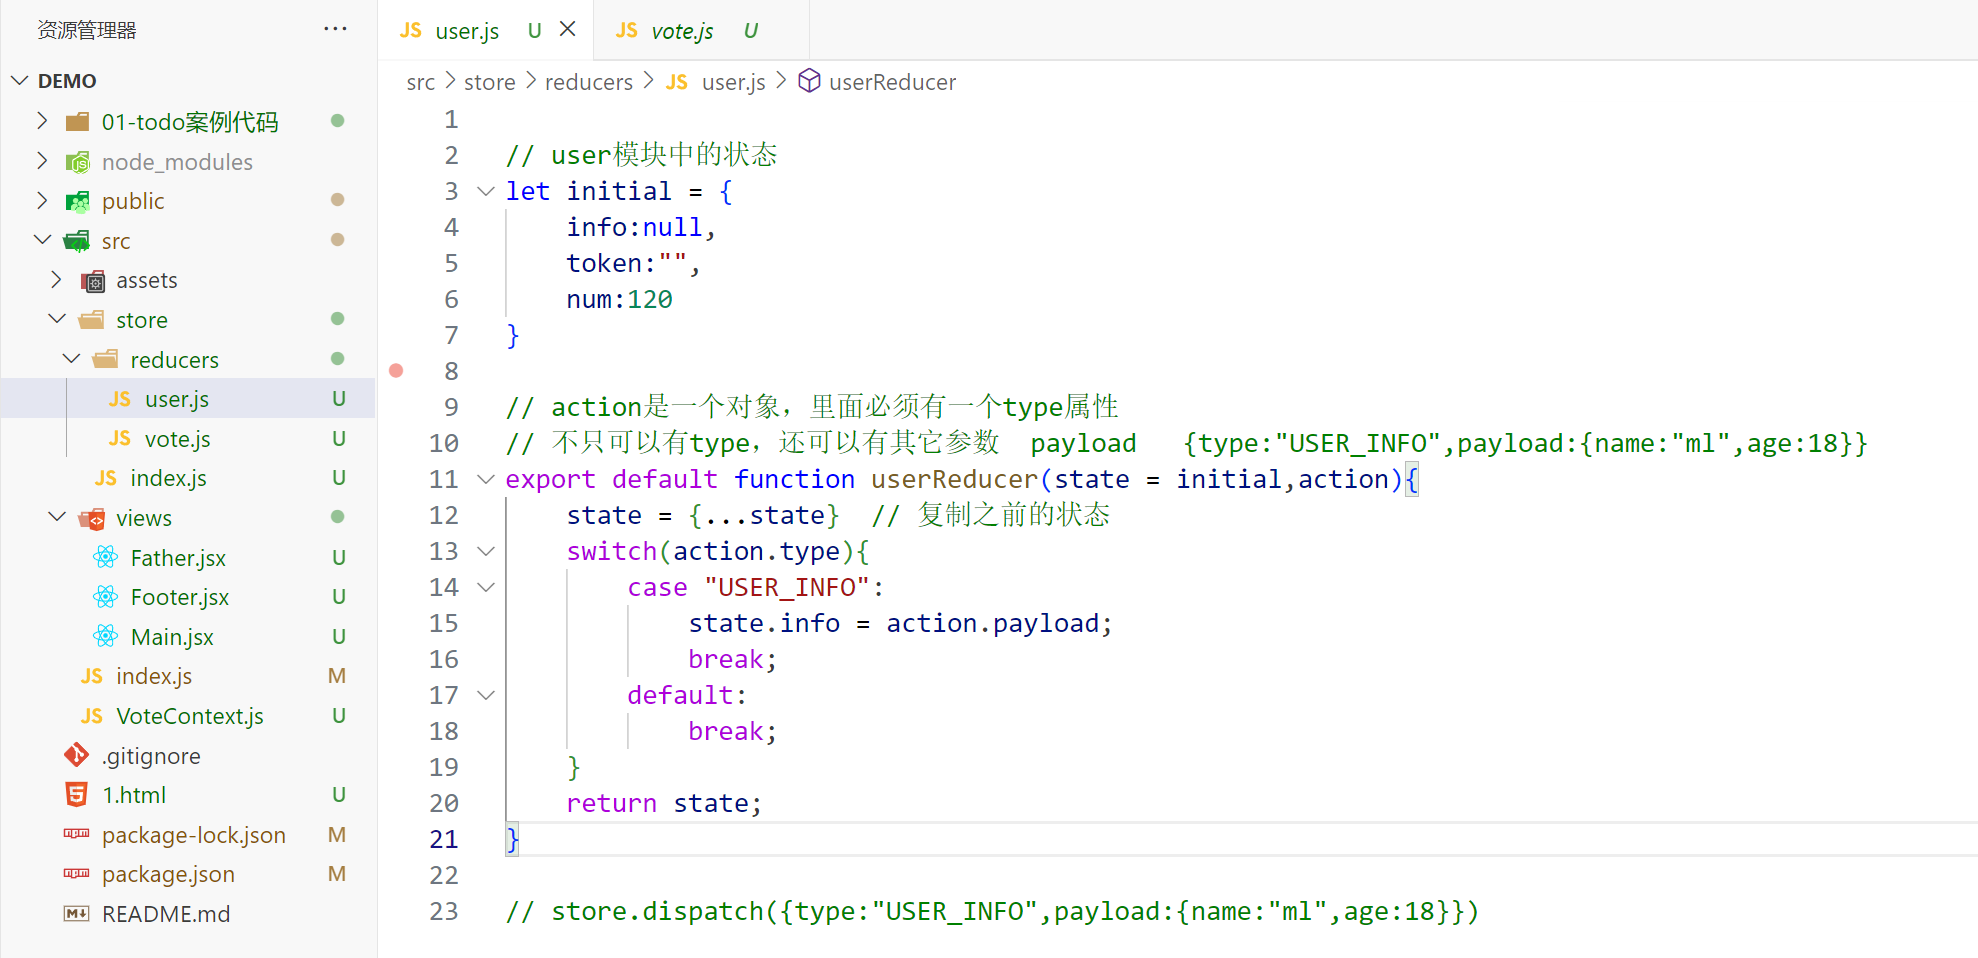 资源管理器 ···
DEMO
01-todo案例代码
node_modules
public
src
assets
store
reducers
JS user.js U
JS vote.js U
JS index.js U
views
Father.jsx U
Footer.jsx U
Main.jsx U
JS index.js M
JS VoteContext.js U
.gitignore
1.html U
package-lock.json M
package.json M
README.md
JS user.js U JS vote.js U
src > store > reducers > JS user.js > userReducer
1
2 // user模块中的状态
3 let initial = {
4 info:null,
5 token:"",
6 num:120
7 }
8
9 // action是一个对象，里面必须有一个type属性
10 // 不只可以有type，还可以有其它参数 payload {type:"USER_INFO",payload:{name:"ml",age:18}}
11 export default function userReducer(state = initial,action){
12 state = {...state} // 复制之前的状态
13 switch(action.type){
14 case "USER_INFO":
15 state.info = action.payload;
16 break;
17 default:
18 break;
19 }
20 return state;
21 }
22
23 // store.dispatch({type:"USER_INFO",payload:{name:"ml",age:18}})